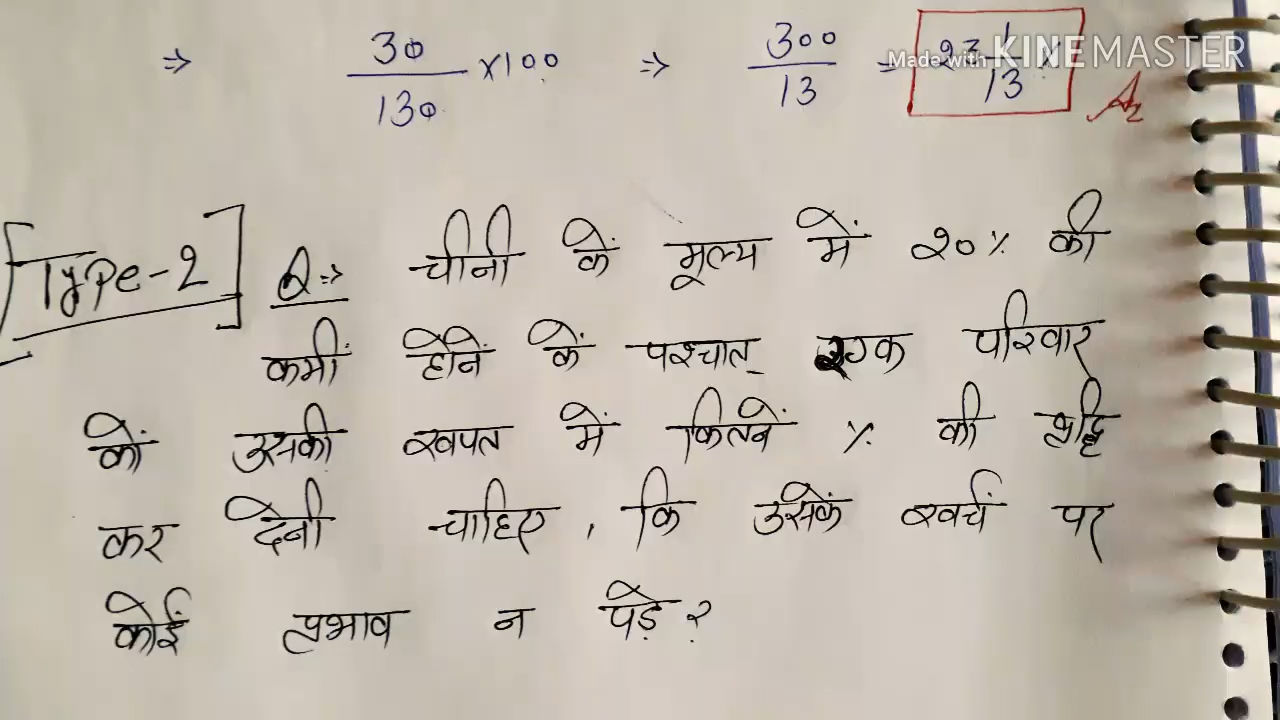 ⇒ 30/130 ×100 ⇒ 300/13 = 23 1/13 % Ans
Made with KINEMASTER
[Type-2] Q⇒ चीनी के मूल्य में 20% की
कमीं होनें कें पश्चात् एक परिवार
कों उसकी खपत में कितनें % की वृद्धि
कर देनी चाहिए, कि उसकें खर्चं पर
कोई प्रभाव न पड़े?